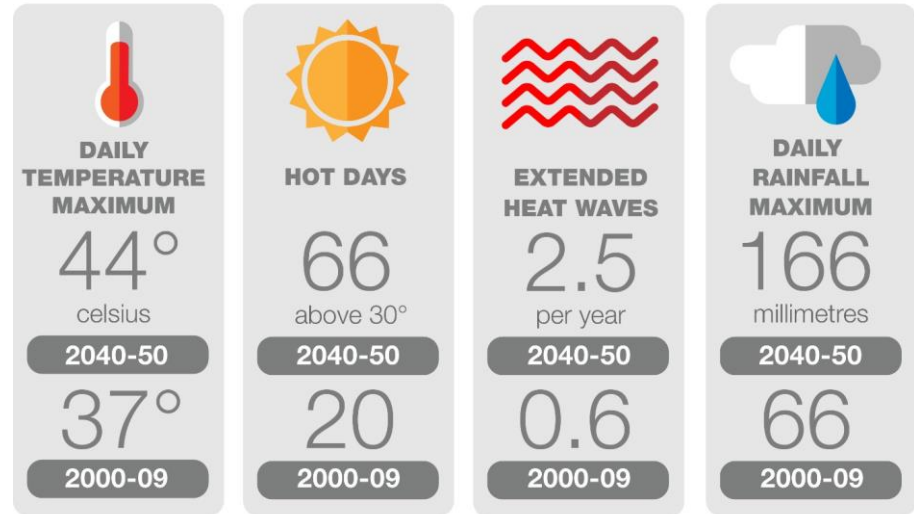 DAILY
TEMPERATURE
MAXIMUM
44°
celsius
2040-50
37°
2000-09
HOT DAYS
66
above 30°
2040-50
20
2000-09
EXTENDED
HEAT WAVES
2.5
per year
2040-50
0.6
2000-09
DAILY
RAINFALL
MAXIMUM
166
millimetres
2040-50
66
2000-09